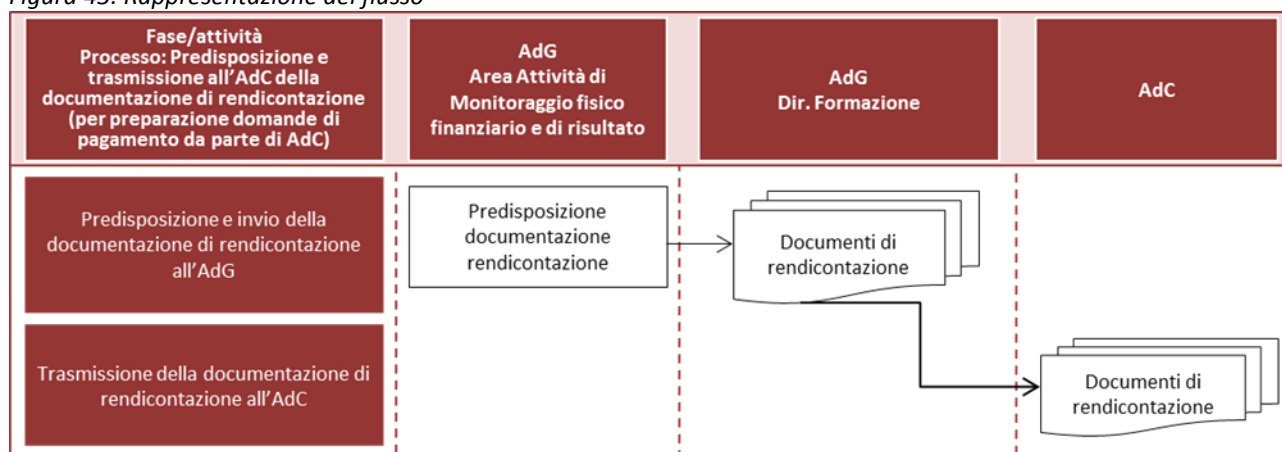 Figura 43: Rappresentazione del flusso
Fase/attività
Processo: Predisposizione e
trasmissione all'AdC della
documentazione di rendicontazione
(per preparazione domande di
pagamento da parte di AdC)
AdG
Area Attività di
Monitoraggio fisico
finanziario e di risultato
AdG
Dir. Formazione
AdC
Predisposizione e invio della
documentazione di rendicontazione
all'AdG
Predisposizione
documentazione
rendicontazione
Documenti di
rendicontazione
Trasmissione della documentazione di
rendicontazione all'AdC
Documenti di
rendicontazione